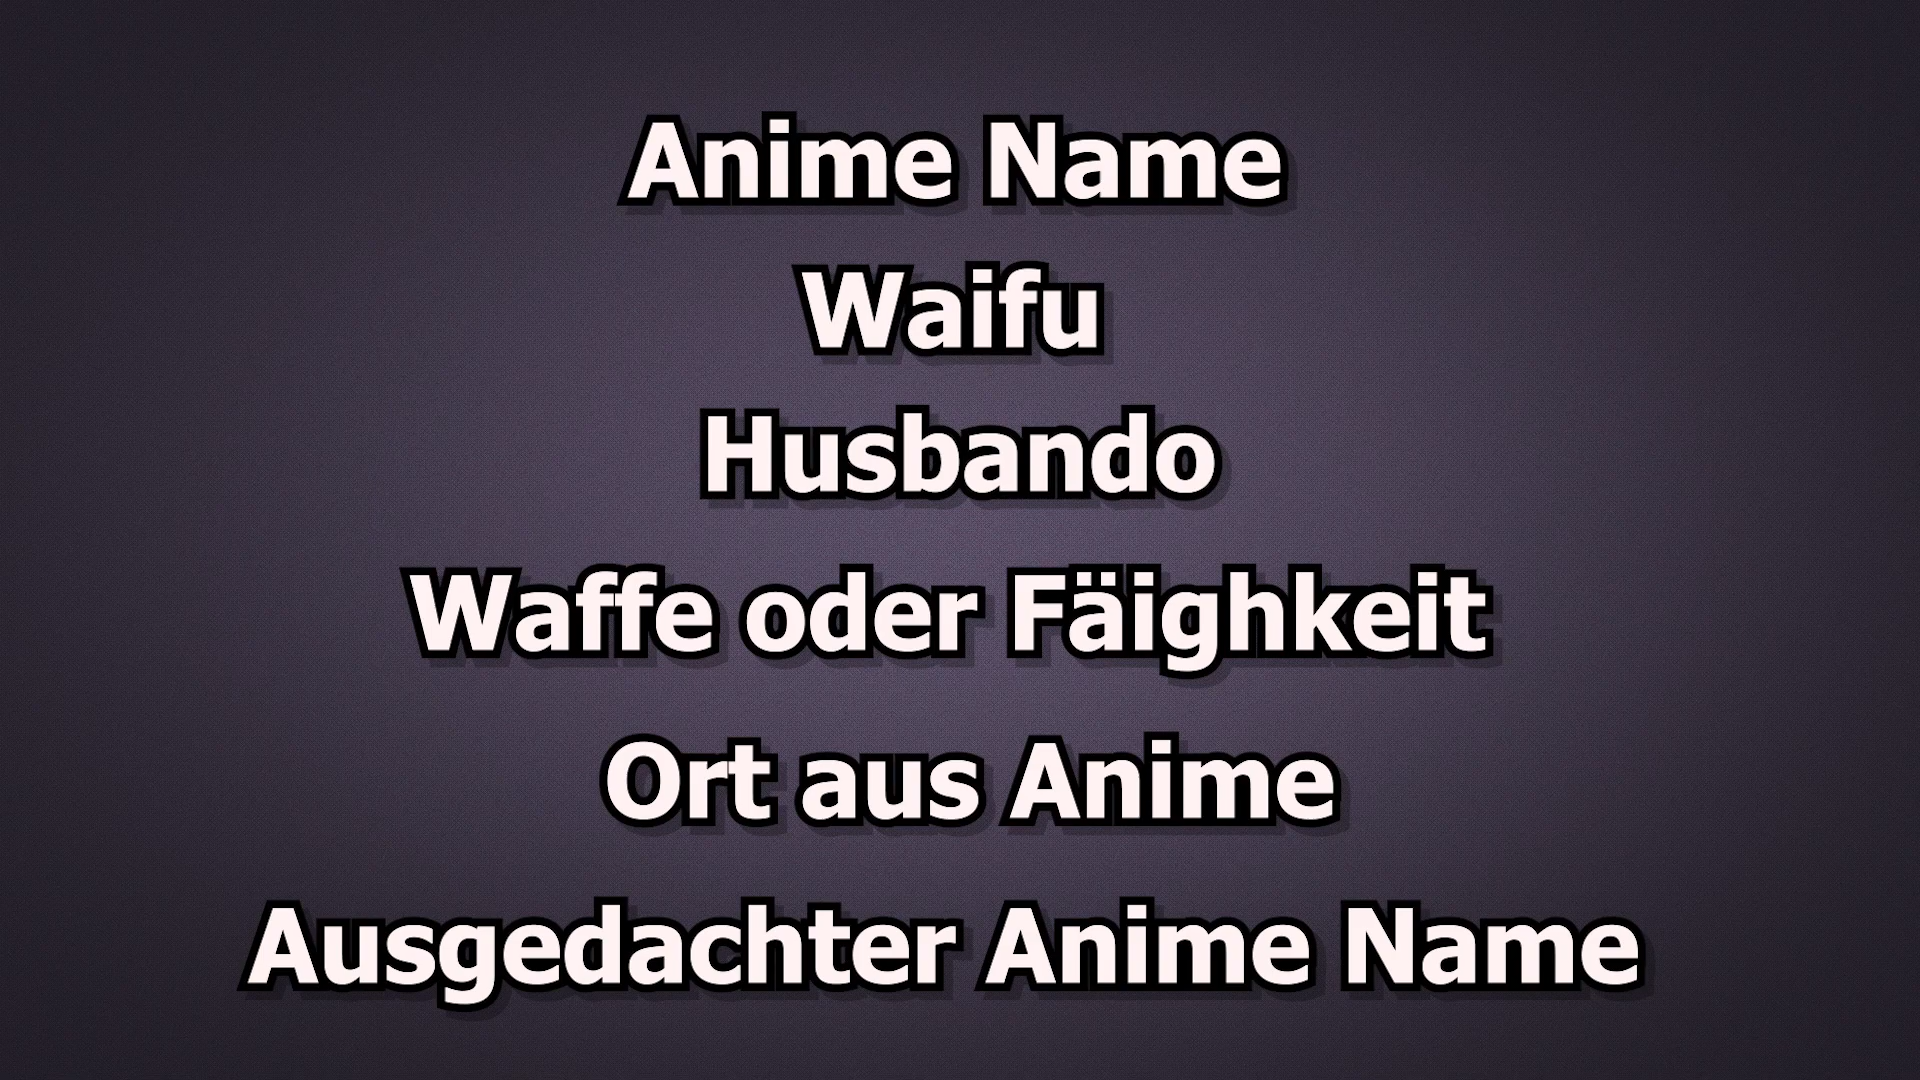 Anime Name
Waifu
Husbando
Waffe oder Fäighkeit
Ort aus Anime
Ausgedachter Anime Name